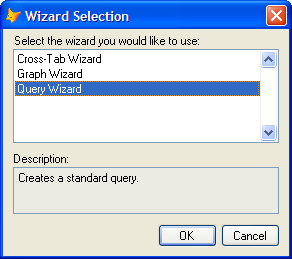 Wizard Selection
Select the wizard you would like to use:
Cross-Tab Wizard
Graph Wizard
Query Wizard
Description:
Creates a standard query.
OK Cancel